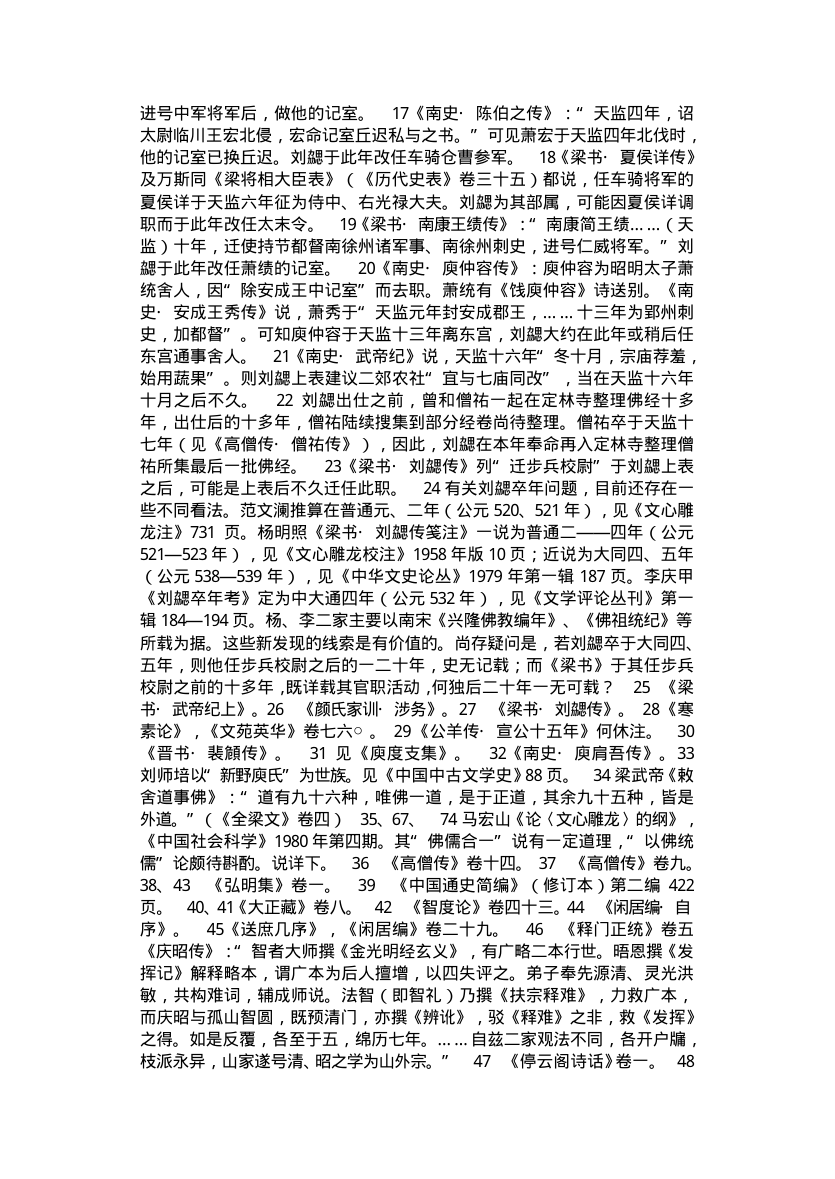 进号中军将军后，做他的记室。 17《南史· 陈伯之传》：“ 天监四年，诏
太尉临川王宏北侵，宏命记室丘迟私与之书。” 可见萧宏于天监四年北伐时，
他的记室已换丘迟。刘勰于此年改任车骑仓曹参军。 18《梁书· 夏侯详传》
及万斯同《梁将相大臣表》（《历代史表》卷三十五）都说，任车骑将军的
夏侯详于天监六年征为侍中、右光禄大夫。刘勰为其部属，可能因夏侯详调
职而于此年改任太末令。 19《梁书· 南康王绩传》：“ 南康简王绩……（天
监）十年，迁使持节都督南徐州诸军事、南徐州刺史，进号仁威将军。” 刘
勰于此年改任萧绩的记室。 20《南史· 庾仲容传》：庾仲容为昭明太子萧
统舍人，因“ 除安成王中记室” 而去职。萧统有《饯庾仲容》诗送别。《南
史· 安成王秀传》说，萧秀于“ 天监元年封安成郡王，……十三年为郢州刺
史，加都督” 。可知庾仲容于天监十三年离东宫，刘勰大约在此年或稍后任
东宫通事舍人。 21《南史· 武帝纪》说，天监十六年“ 冬十月，宗庙荐羞，
始用蔬果” 。则刘勰上表建议二郊农社“ 宜与七庙同改” ，当在天监十六年
十月之后不久。 22 刘勰出仕之前，曾和僧祐一起在定林寺整理佛经十多
年，出仕后的十多年，僧祐陆续搜集到部分经卷尚待整理。僧祐卒于天监十
七年（见《高僧传· 僧祐传》），因此，刘勰在本年奉命再入定林寺整理僧
祐所集最后一批佛经。 23《梁书· 刘勰传》列“ 迁步兵校尉” 于刘勰上表
之后，可能是上表后不久迁任此职。 24 有关刘勰卒年问题，目前还存在一
些不同看法。范文澜推算在普通元、二年（公元 520、521 年），见《文心雕
龙注》731 页。杨明照《梁书· 刘勰传笺注》一说为普通二——四年（公元
521—523 年），见《文心雕龙校注》1958 年版 10 页；近说为大同四、五年
（公元 538—539 年），见《中华文史论丛》1979 年第一辑 187 页。李庆甲
《刘勰卒年考》定为中大通四年（公元 532 年），见《文学评论丛刊》第一
辑 184—194 页。杨、李二家主要以南宋《兴隆佛教编年》、《佛祖统纪》等
所载为据。这些新发现的线索是有价值的。尚存疑问是，若刘勰卒于大同四、
五年，则他任步兵校尉之后的一二十年，史无记载；而《梁书》于其任步兵
校尉之前的十多年，既详载其官职活动，何独后二十年一无可载？ 25 《梁
书· 武帝纪上》。26 《颜氏家训· 涉务》。27 《梁书· 刘勰传》。 28《寒
素论》，《文苑英华》卷七六○ 。 29《公羊传· 宣公十五年》何休注。 30
《晋书· 裴頠传》。 31 见《庾度支集》。 32《南史· 庾肩吾传》。33
刘师培以“ 新野庾氏” 为世族。见《中国中古文学史》88 页。 34 梁武帝《敕
舍道事佛》：“ 道有九十六种，唯佛一道，是于正道，其余九十五种，皆是
外道。”（《全梁文》卷四） 35、67、 74 马宏山《论〈文心雕龙〉的纲》，
《中国社会科学》1980 年第四期。其“ 佛儒合一” 说有一定道理，“ 以佛统
儒” 论颇待斟酌。说详下。 36 《高僧传》卷十四。 37 《高僧传》卷九。
38、43 《弘明集》卷一。 39 《中国通史简编》（修订本）第二编 422
页。 40、41《大正藏》卷八。 42 《智度论》卷四十三。44 《闲居编· 自
序》。 45《送庶几序》，《闲居编》卷二十九。 46 《释门正统》卷五
《庆昭传》：“ 智者大师撰《金光明经玄义》，有广略二本行世。晤恩撰《发
挥记》解释略本，谓广本为后人擅增，以四失评之。弟子奉先源清、灵光洪
敏，共构难词，辅成师说。法智（即智礼）乃撰《扶宗释难》，力救广本，
而庆昭与孤山智圆，既预清门，亦撰《辨讹》，驳《释难》之非，救《发挥》
之得。如是反覆，各至于五，绵历七年。……自兹二家观法不同，各开户牖，
枝派永异，山家遂号清、昭之学为山外宗。” 47 《停云阁诗话》卷一。 48